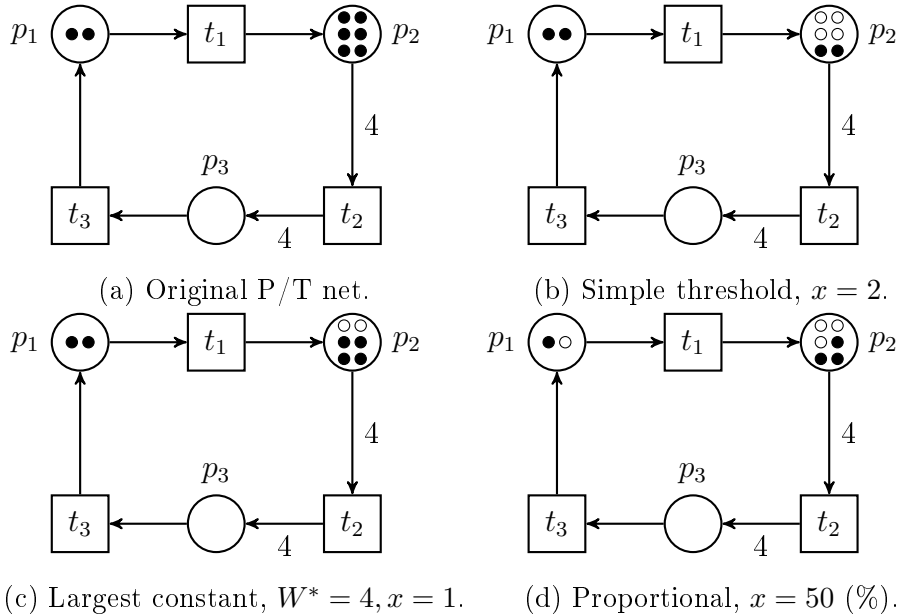 p1 t1 p2
4
p3
t3 t2
4
(a) Original P/T net.
p1 t1 p2
4
p3
t3 t2
4
(b) Simple threshold, x = 2.
p1 t1 p2
4
p3
t3 t2
4
(c) Largest constant, W* = 4, x = 1.
p1 t1 p2
4
p3
t3 t2
4
(d) Proportional, x = 50 (%).